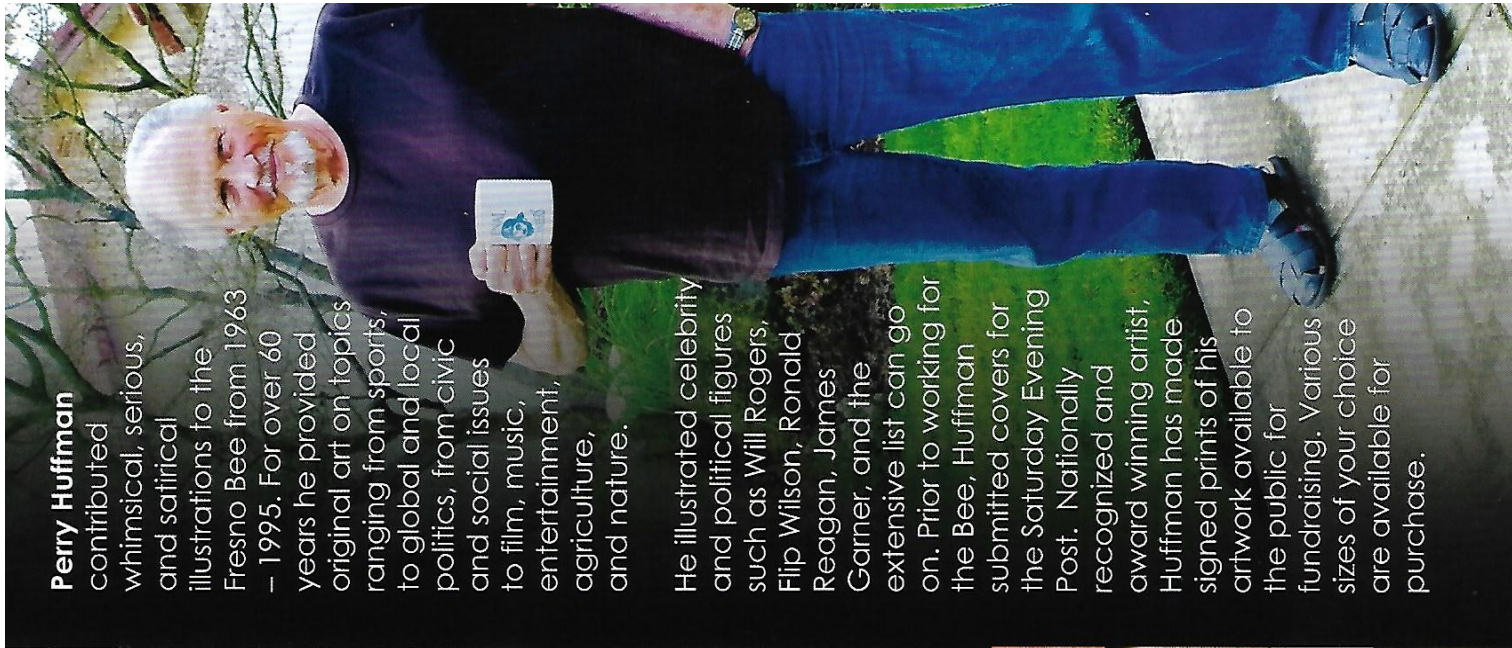 Perry Huffman
contributed
whimsical, serious,
and satirical
illustrations to the
Fresno Bee from 1963
– 1995. For over 60
years he provided
original art on topics
ranging from sports,
to global and local
politics, from civic
and social issues
to film, music,
entertainment,
agriculture,
and nature.
He illustrated celebrity
and political figures
such as Will Rogers,
Flip Wilson, Ronald
Reagan, James
Garner, and the
extensive list can go
on. Prior to working for
the Bee, Huffman
submitted covers for
the Saturday Evening
Post. Nationally
recognized and
award winning artist,
Huffman has made
signed prints of his
artwork available to
the public for
fundraising. Various
sizes of your choice
are available for
purchase.